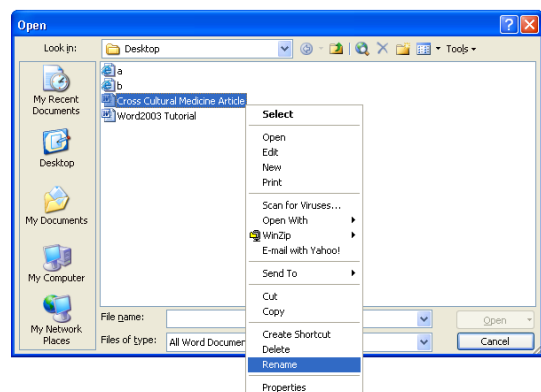 Open
Look in:
Desktop
Tools
My Recent
Documents
Desktop
My Documents
My Computer
My Network
Places
a
b
Cross Cultural Medicine Article
Word2003 Tutorial
Select
Open
Edit
New
Print
Scan for Viruses...
Open With
WinZip
E-mail with Yahoo!
Send To
Cut
Copy
Create Shortcut
Delete
Rename
Properties
File name:
Files of type:
All Word Documen
Open
Cancel